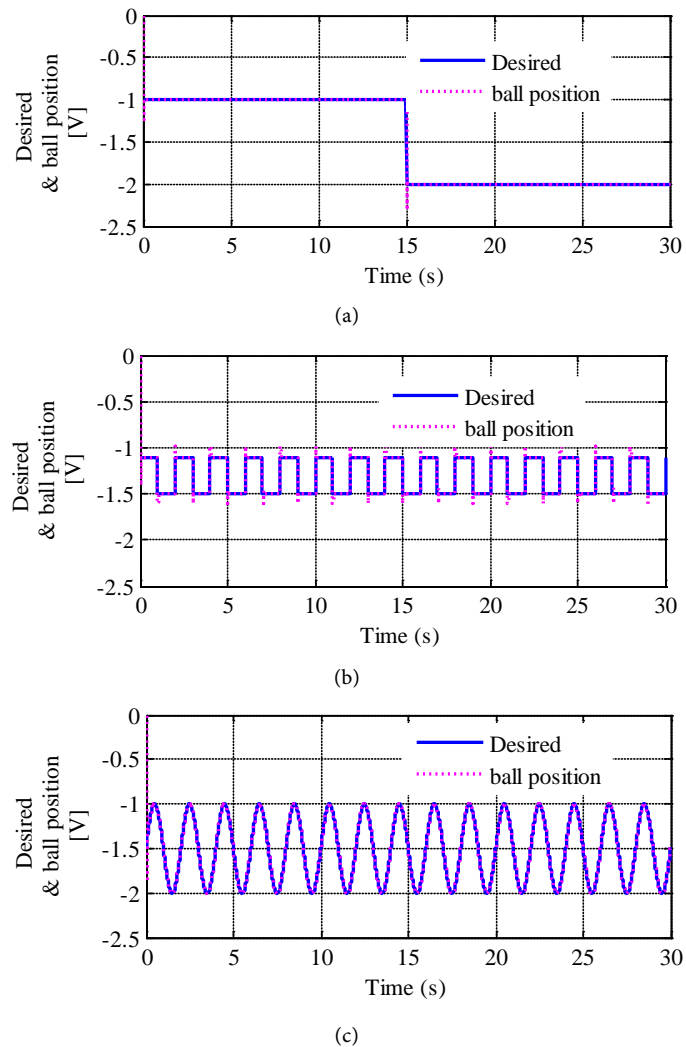 0
-0.5
-1
-1.5
-2
-2.5
Desired
& ball position
[V]
Desired
ball position
0 5 10 15 20 25 30
Time (s)
(a)
0
-0.5
-1
-1.5
-2
-2.5
Desired
& ball position
[V]
Desired
ball position
0 5 10 15 20 25 30
Time (s)
(b)
0
-0.5
-1
-1.5
-2
-2.5
Desired
& ball position
[V]
Desired
ball position
0 5 10 15 20 25 30
Time (s)
(c)